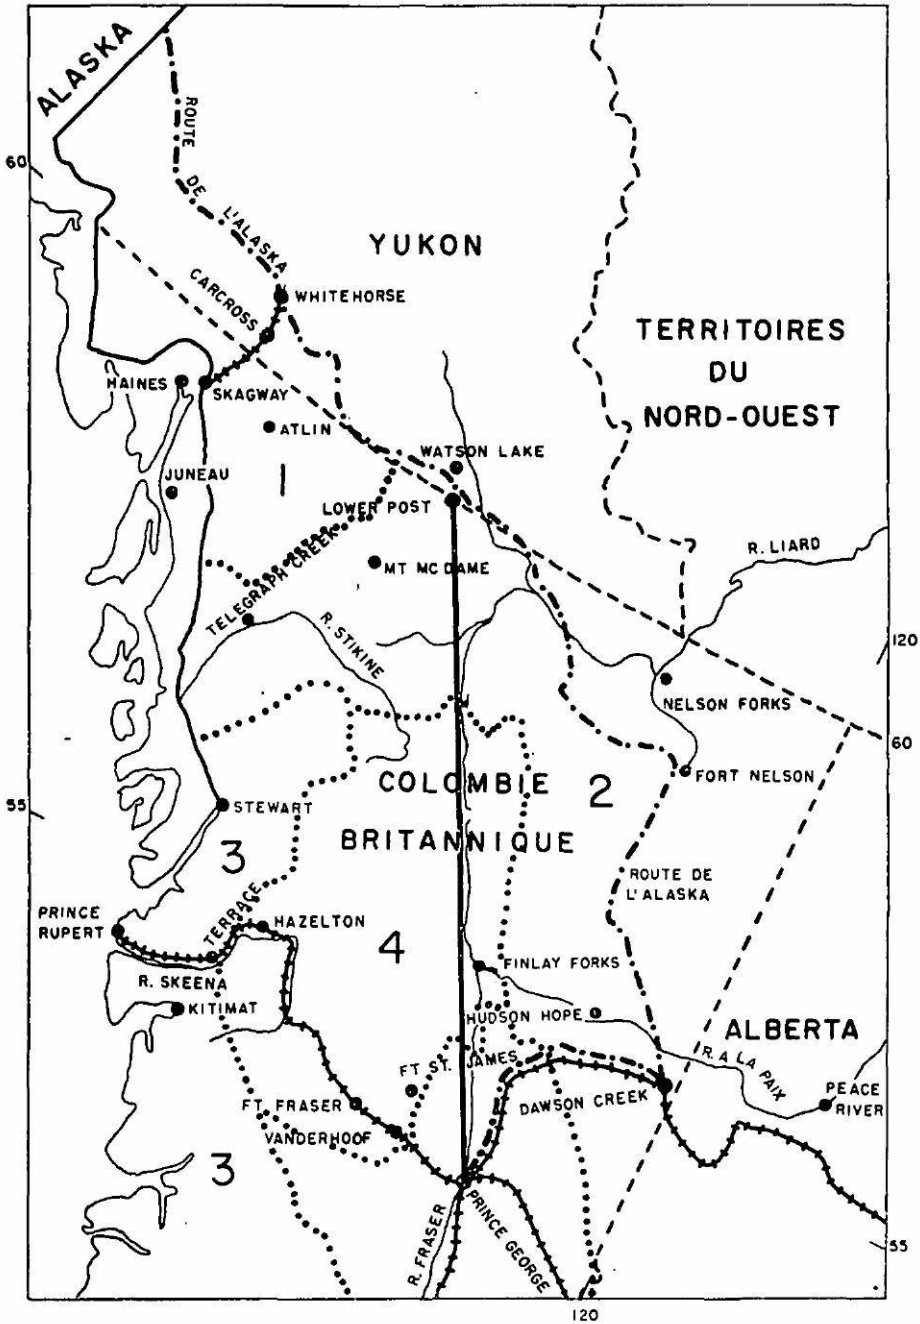 ALASKA
60
ROUTE
DE
L'ALASKA
YUKON
CARCROSS
WHITEHORSE
TERRITOIRES
DU
NORD-OUEST
HAINES
SKAGWAY
ATLIN
WATSON LAKE
JUNEAU
1
LOWER POST
R. LIARD
TELEGRAPH CREEK
MT MC DAME
R. STIKINE
120
NELSON FORKS
60
FORT NELSON
COLOMBIE
2
BRITANNIQUE
55
STEWART
3
ROUTE DE
L'ALASKA
PRINCE
RUPERT
TERRACE
HAZELTON
4
FINLAY FORKS
R. SKEENA
KITIMAT
HUDSON HOPE
ALBERTA
FT ST. JAMES
R. A LA PAIX
PEACE
RIVER
DAWSON CREEK
FT. FRASER
VANDERHOOF
3
R. FRASER
PRINCE GEORGE
55
120